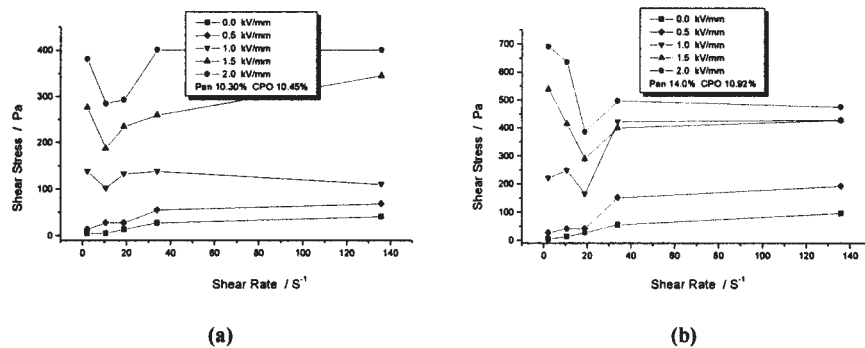 0.0 kV/mm
0.5 kV/mm
1.0 kV/mm
1.5 kV/mm
2.0 kV/mm
Pan 10.30% CPO 10.45%
400
300
200
100
0
Shear Stress / Pa
0 20 40 60 80 100 120 140
Shear Rate / S⁻¹
(a)
0.0 kV/mm
0.5 kV/mm
1.0 kV/mm
1.5 kV/mm
2.0 kV/mm
Pan 14.0% CPO 10.92%
700
600
500
400
300
200
100
0
Shear Stress / Pa
0 20 40 60 80 100 120 140
Shear Rate / S⁻¹
(b)